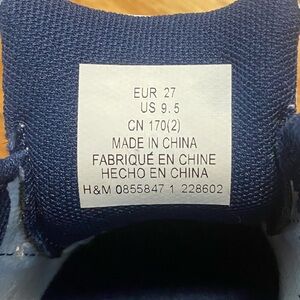 EUR 27
US 9.5
CN 170(2)
MADE IN CHINA
FABRIQUÉ EN CHINE
HECHO EN CHINA
H&M 0855847 1 228602